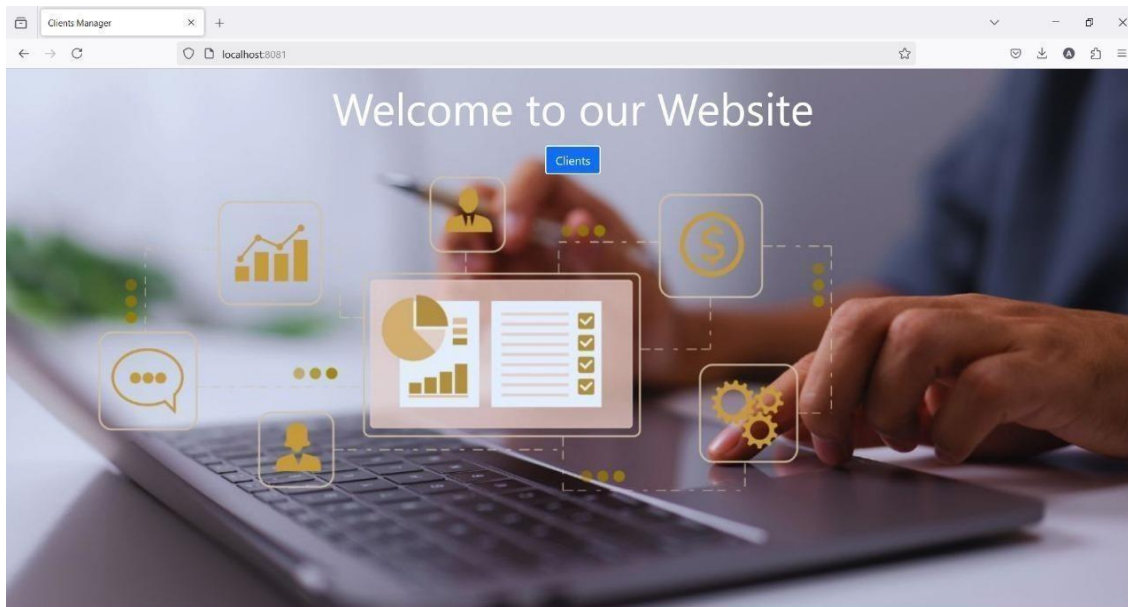 Clients Manager
localhost:8081
A
Welcome to our Website
Clients
$